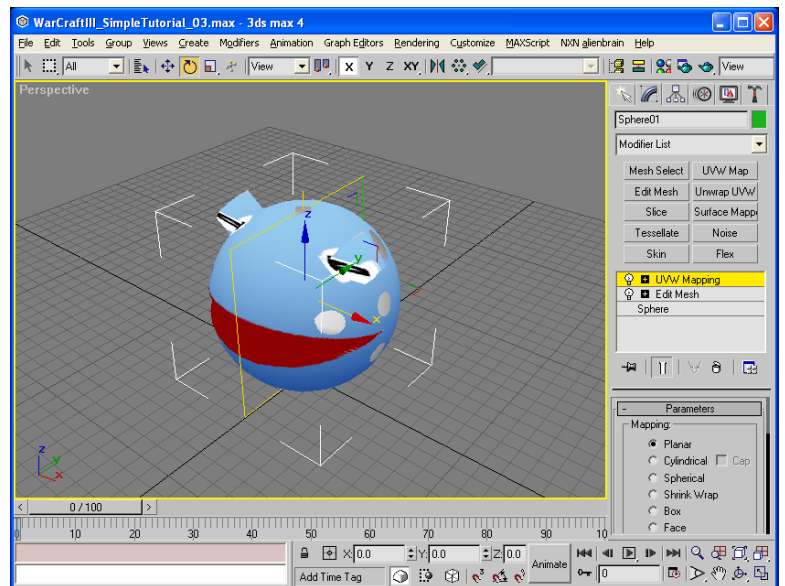 WarCraftIII_SimpleTutorial_03.max - 3ds max 4
File Edit Tools Group Views Create Modifiers Animation Graph Editors Rendering Customize MAXScript NXN alienbrain Help
All View X Y Z XY View
Perspective
Sphere01
Modifier List
Mesh Select UVW Map
Edit Mesh Unwrap UVW
Slice Surface Mapp
Tessellate Noise
Skin Flex
UVW Mapping
Edit Mesh
Sphere
Parameters
Mapping:
Planar
Cylindrical Cap
Spherical
Shrink Wrap
Box
Face
z
y
x
z
y
x
0 / 100
0 10 20 30 40 50 60 70 80 90 10
X: 0.0 Y: 0.0 Z: 0.0
Animate
Add Time Tag
0